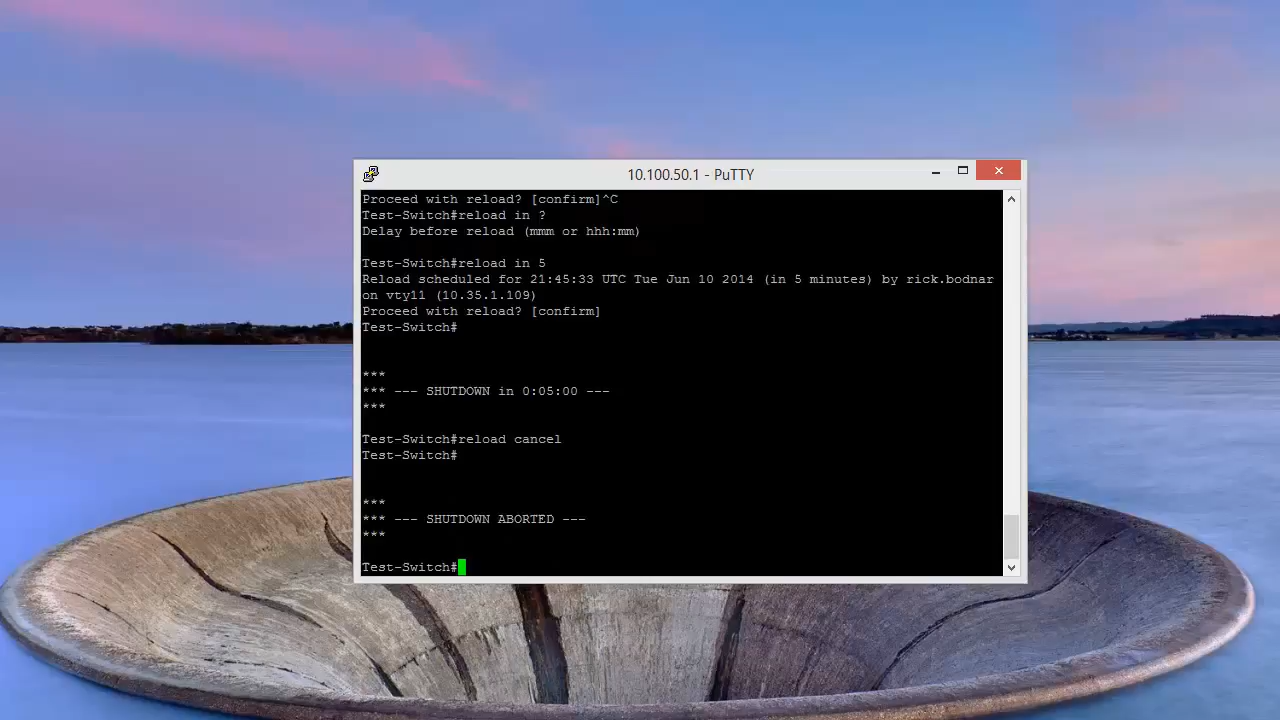 10.100.50.1 - PuTTY
Proceed with reload? [confirm]^C
Test-Switch#reload in ?
Delay before reload (mmm or hhh:mm)
Test-Switch#reload in 5
Reload scheduled for 21:45:33 UTC Tue Jun 10 2014 (in 5 minutes) by rick.bodnar
on vty11 (10.35.1.109)
Proceed with reload? [confirm]
Test-Switch#
***
*** --- SHUTDOWN in 0:05:00 ---
***
Test-Switch#reload cancel
Test-Switch#
***
*** --- SHUTDOWN ABORTED ---
***
Test-Switch#